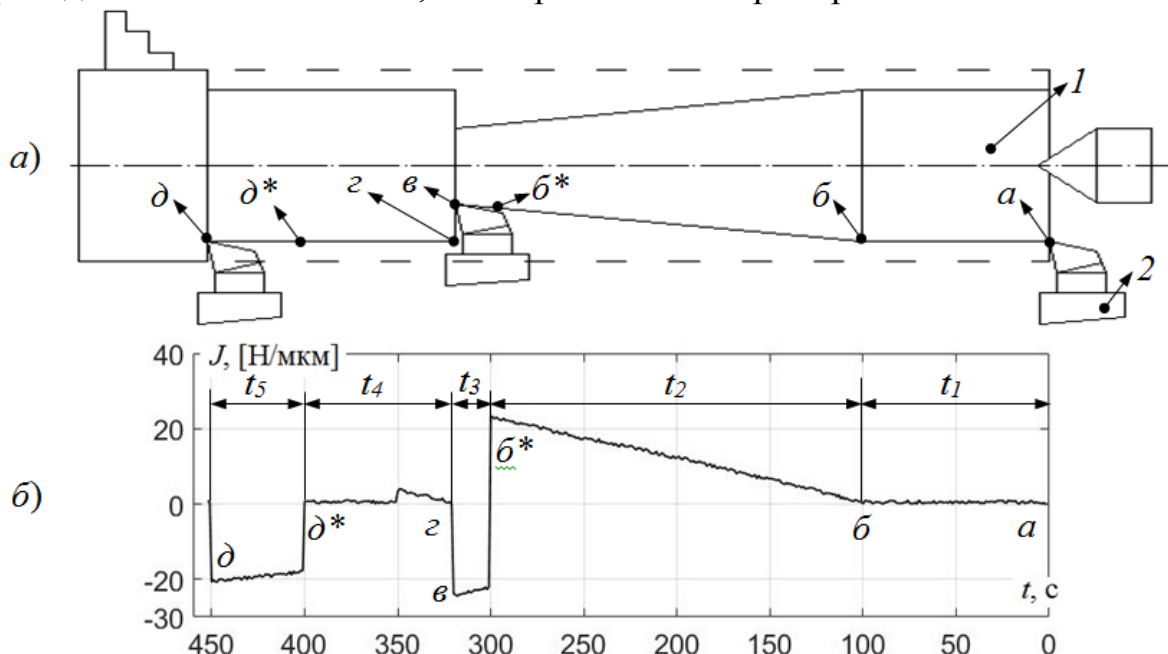 1
а)
д д* г в б* б а
2
40 J, [Н/мкм]
t5 t4 t3 t2 t1
20
б*
б)
0
д* г б а
д
-20
в
t, с
-30
450 400 350 300 250 200 150 100 50 0